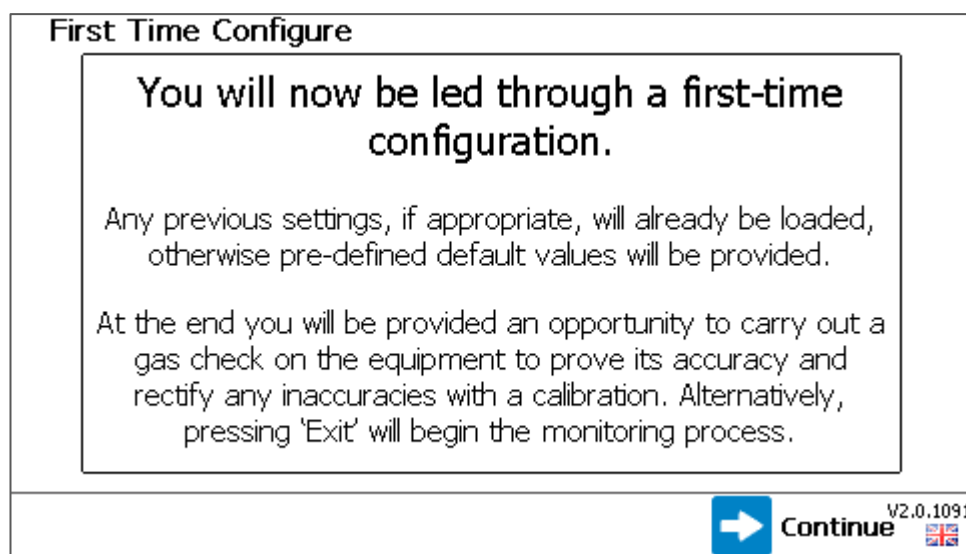 First Time Configure
You will now be led through a first-time
configuration.
Any previous settings, if appropriate, will already be loaded,
otherwise pre-defined default values will be provided.
At the end you will be provided an opportunity to carry out a
gas check on the equipment to prove its accuracy and
rectify any inaccuracies with a calibration. Alternatively,
pressing 'Exit' will begin the monitoring process.
Continue
V2.0.1091